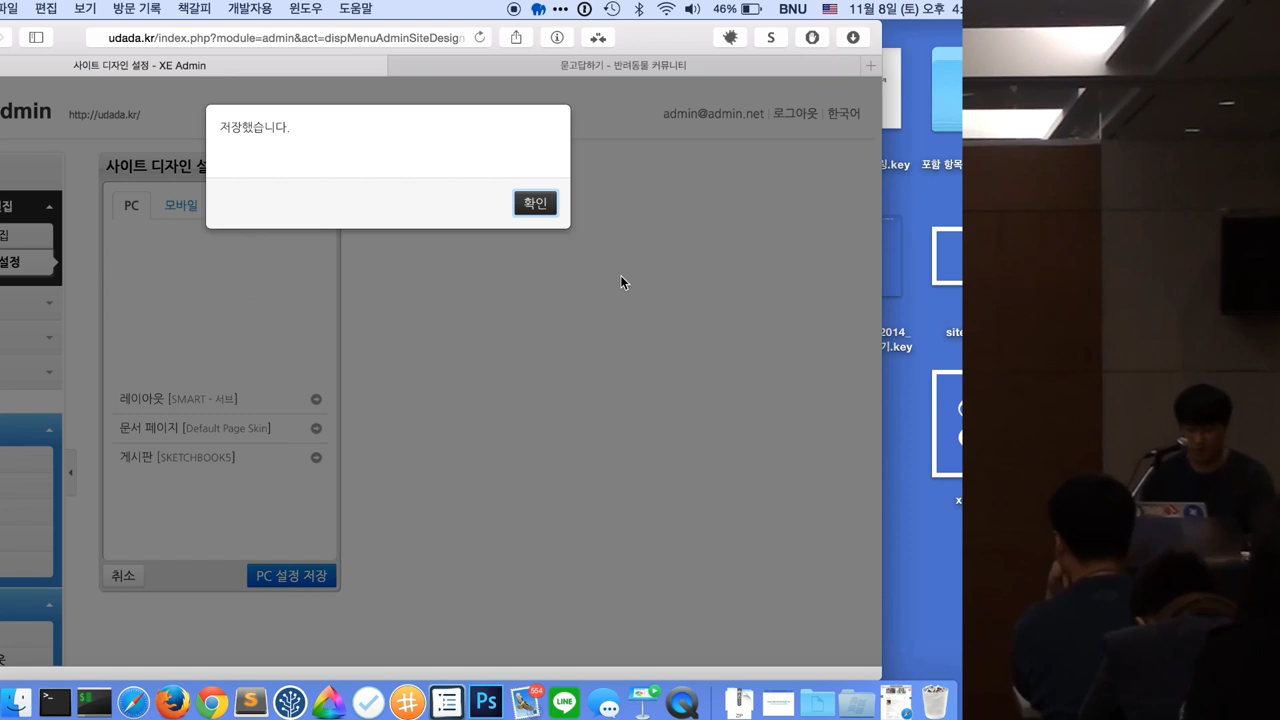 파일 편집 보기 방문 기록 책갈피 개발자용 윈도우 도움말 46% BNU 11월 8일 (토) 오후 4:
udada.kr/index.php?module=admin&act=dispMenuAdminSiteDesign
S
사이트 디자인 설정 - XE Admin
묻고답하기 - 반려동물 커뮤니티
dmin
http://udada.kr/
admin@admin.net | 로그아웃 | 한국어
저장했습니다.
확인
사이트 디자인 설
PC 모바일
집
집
설정
레이아웃 [SMART - 서브]
문서 페이지 [Default Page Skin]
게시판 [SKETCHBOOK5]
취소
PC 설정 저장
.key
포함 항목
2014_
기.key
site
x
564
LINE
Ps
ZIP